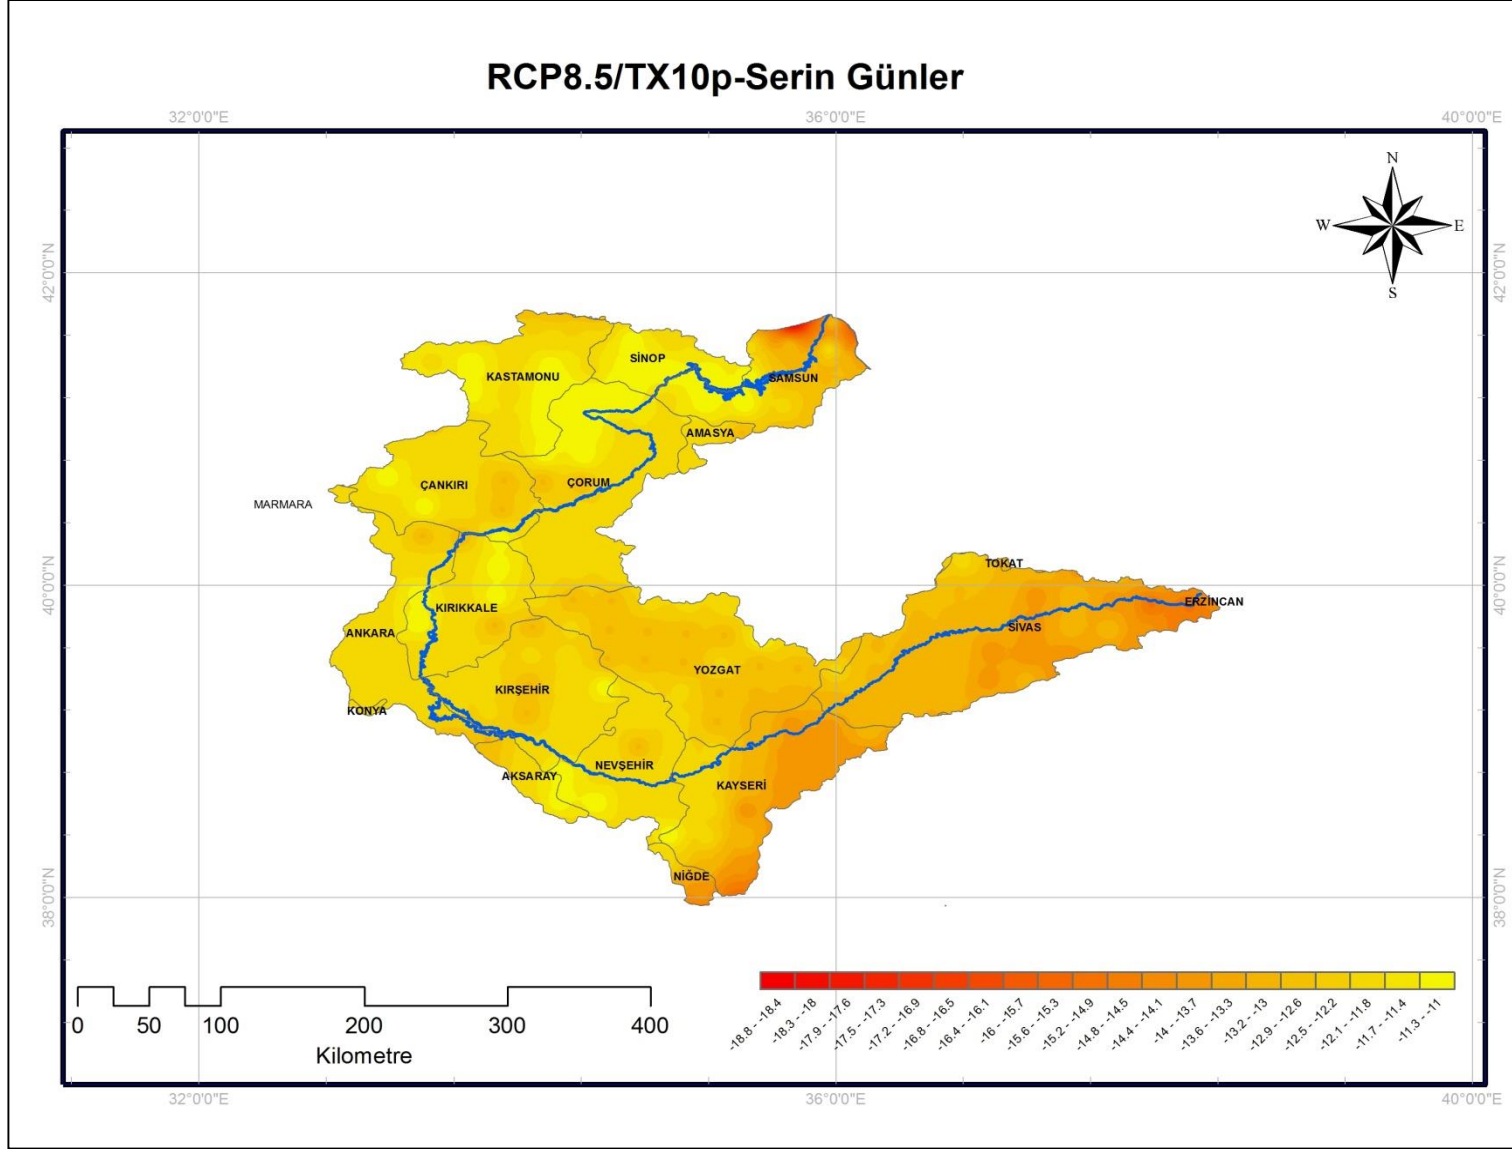 RCP8.5/TX10p-Serin Günler
32°0'0"E 36°0'0"E 40°0'0"E
N
W E
S
42°0'0"N 42°0'0"N
SİNOP
KASTAMONU
SAMSUN
AMASYA
ÇANKIRI
ÇORUM
MARMARA
TOKAT
40°0'0"N 40°0'0"N
ERZİNCAN
KIRIKKALE
SİVAS
ANKARA
YOZGAT
KIRŞEHİR
KONYA
NEVŞEHİR
AKSARAY
KAYSERİ
NİĞDE
38°0'0"N 38°0'0"N
0 50 100 200 300 400
Kilometre
-18.8 - -18.4
-18.3 - -18
-17.9 - -17.6
-17.5 - -17.3
-17.2 - -16.9
-16.8 - -16.5
-16.4 - -16.1
-16 - -15.7
-15.6 - -15.3
-15.2 - -14.9
-14.8 - -14.5
-14.4 - -14.1
-14 - -13.7
-13.6 - -13.3
-13.2 - -13
-12.9 - -12.6
-12.5 - -12.2
-12.1 - -11.8
-11.7 - -11.4
-11.3 - -11
32°0'0"E 36°0'0"E 40°0'0"E